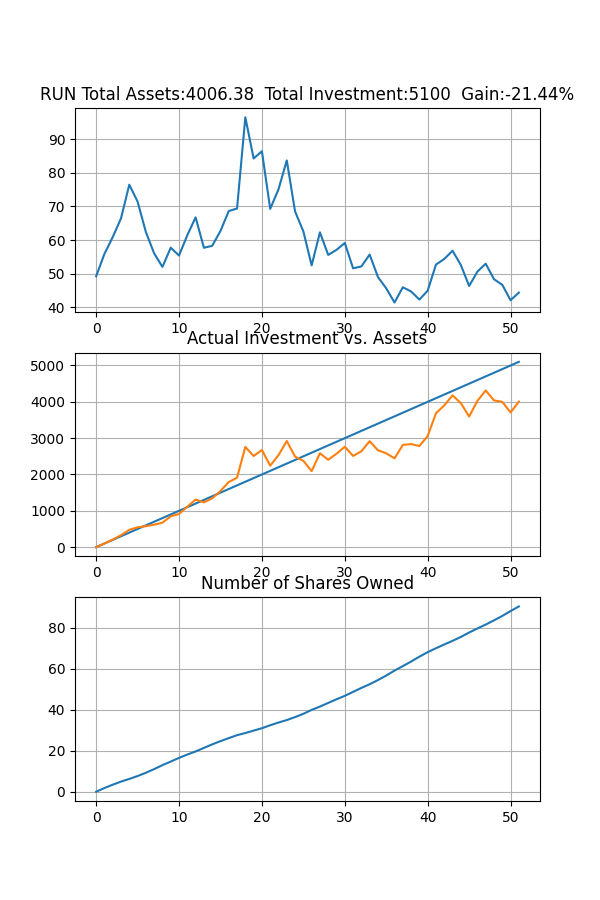 RUN Total Assets:4006.38  Total Investment:5100  Gain:-21.44%
90
80
70
60
50
40
0 10 20 30 40 50
Actual Investment vs. Assets
5000
4000
3000
2000
1000
0
0 10 20 30 40 50
Number of Shares Owned
80
60
40
20
0
0 10 20 30 40 50